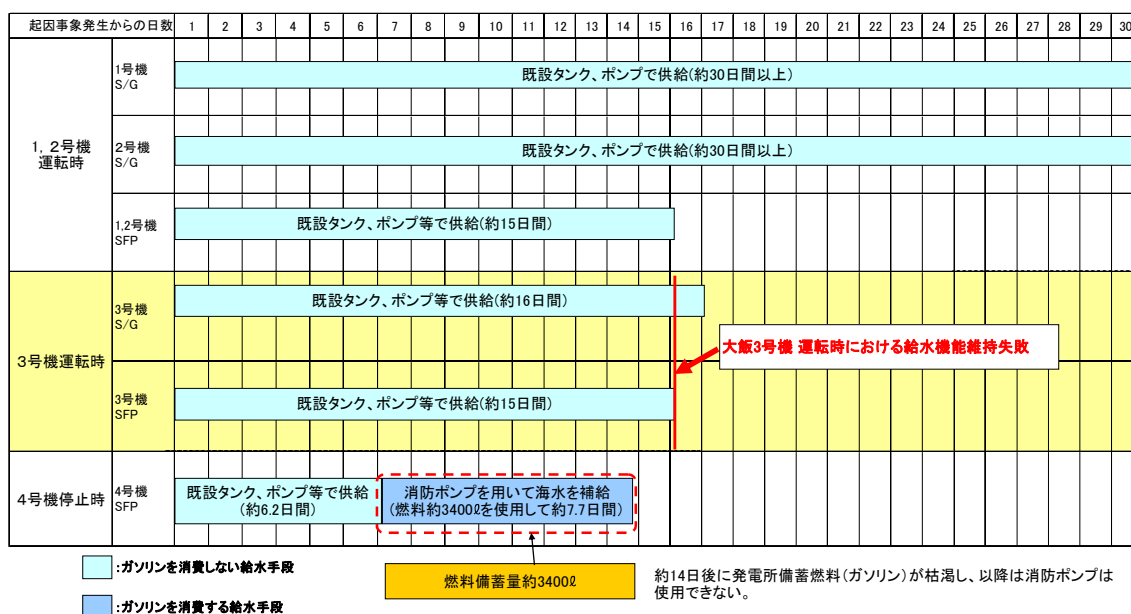 起因事象発生からの日数 1 2 3 4 5 6 7 8 9 10 11 12 13 14 15 16 17 18 19 20 21 22 23 24 25 26 27 28 29 30
1, 2号機
運転時
1号機
S/G
既設タンク、ポンプで供給(約30日間以上)
2号機
S/G
既設タンク、ポンプで供給(約30日間以上)
1,2号機
SFP
既設タンク、ポンプ等で供給(約15日間)
3号機運転時
3号機
S/G
既設タンク、ポンプ等で供給(約16日間)
大飯3号機 運転時における給水機能維持失敗
3号機
SFP
既設タンク、ポンプ等で供給(約15日間)
4号機停止時
4号機
SFP
既設タンク、ポンプ等で供給
(約6.2日間)
消防ポンプを用いて海水を補給
(燃料約3400ℓを使用して約7.7日間)
:ガソリンを消費しない給水手段
:ガソリンを消費する給水手段
燃料備蓄量約3400ℓ
約14日後に発電所備蓄燃料(ガソリン)が枯渇し、以降は消防ポンプは
使用できない。